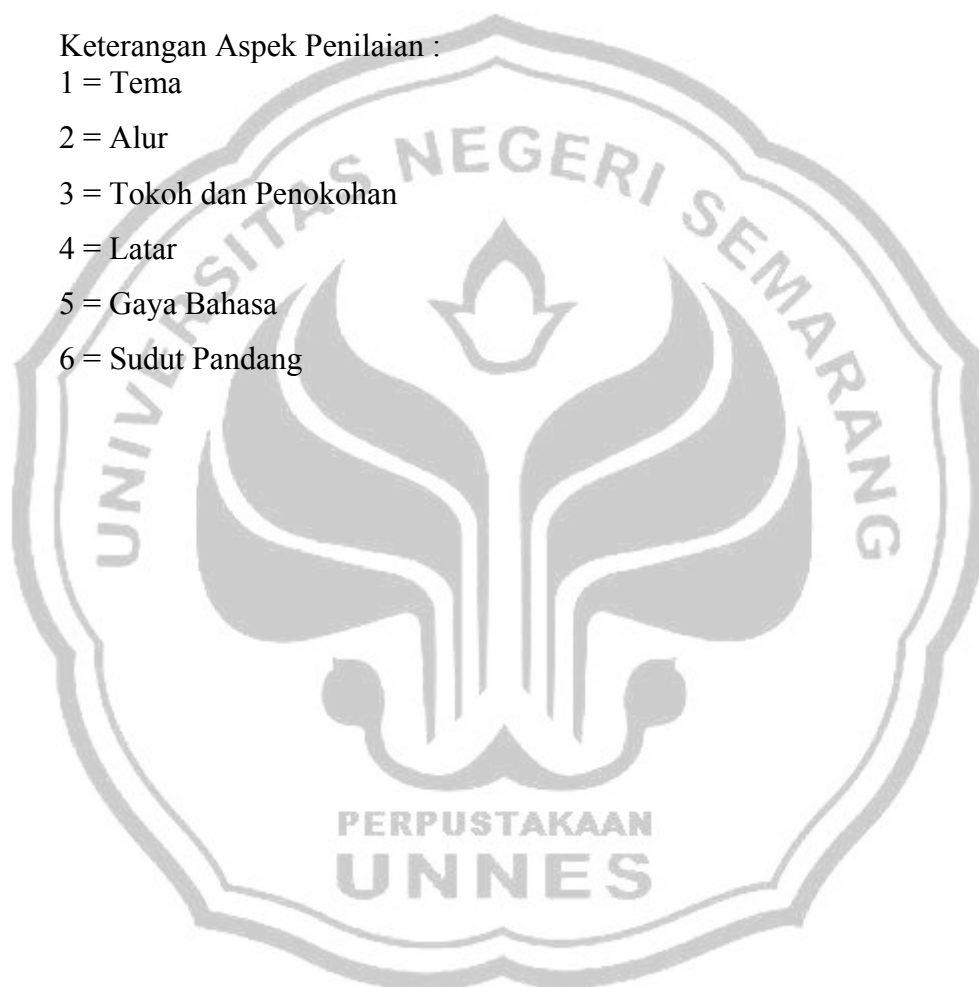 Keterangan Aspek Penilaian :
1 = Tema
2 = Alur
3 = Tokoh dan Penokohan
4 = Latar
5 = Gaya Bahasa
6 = Sudut Pandang
UNIVERSITAS NEGERI SEMARANG
PERPUSTAKAAN
UNNES